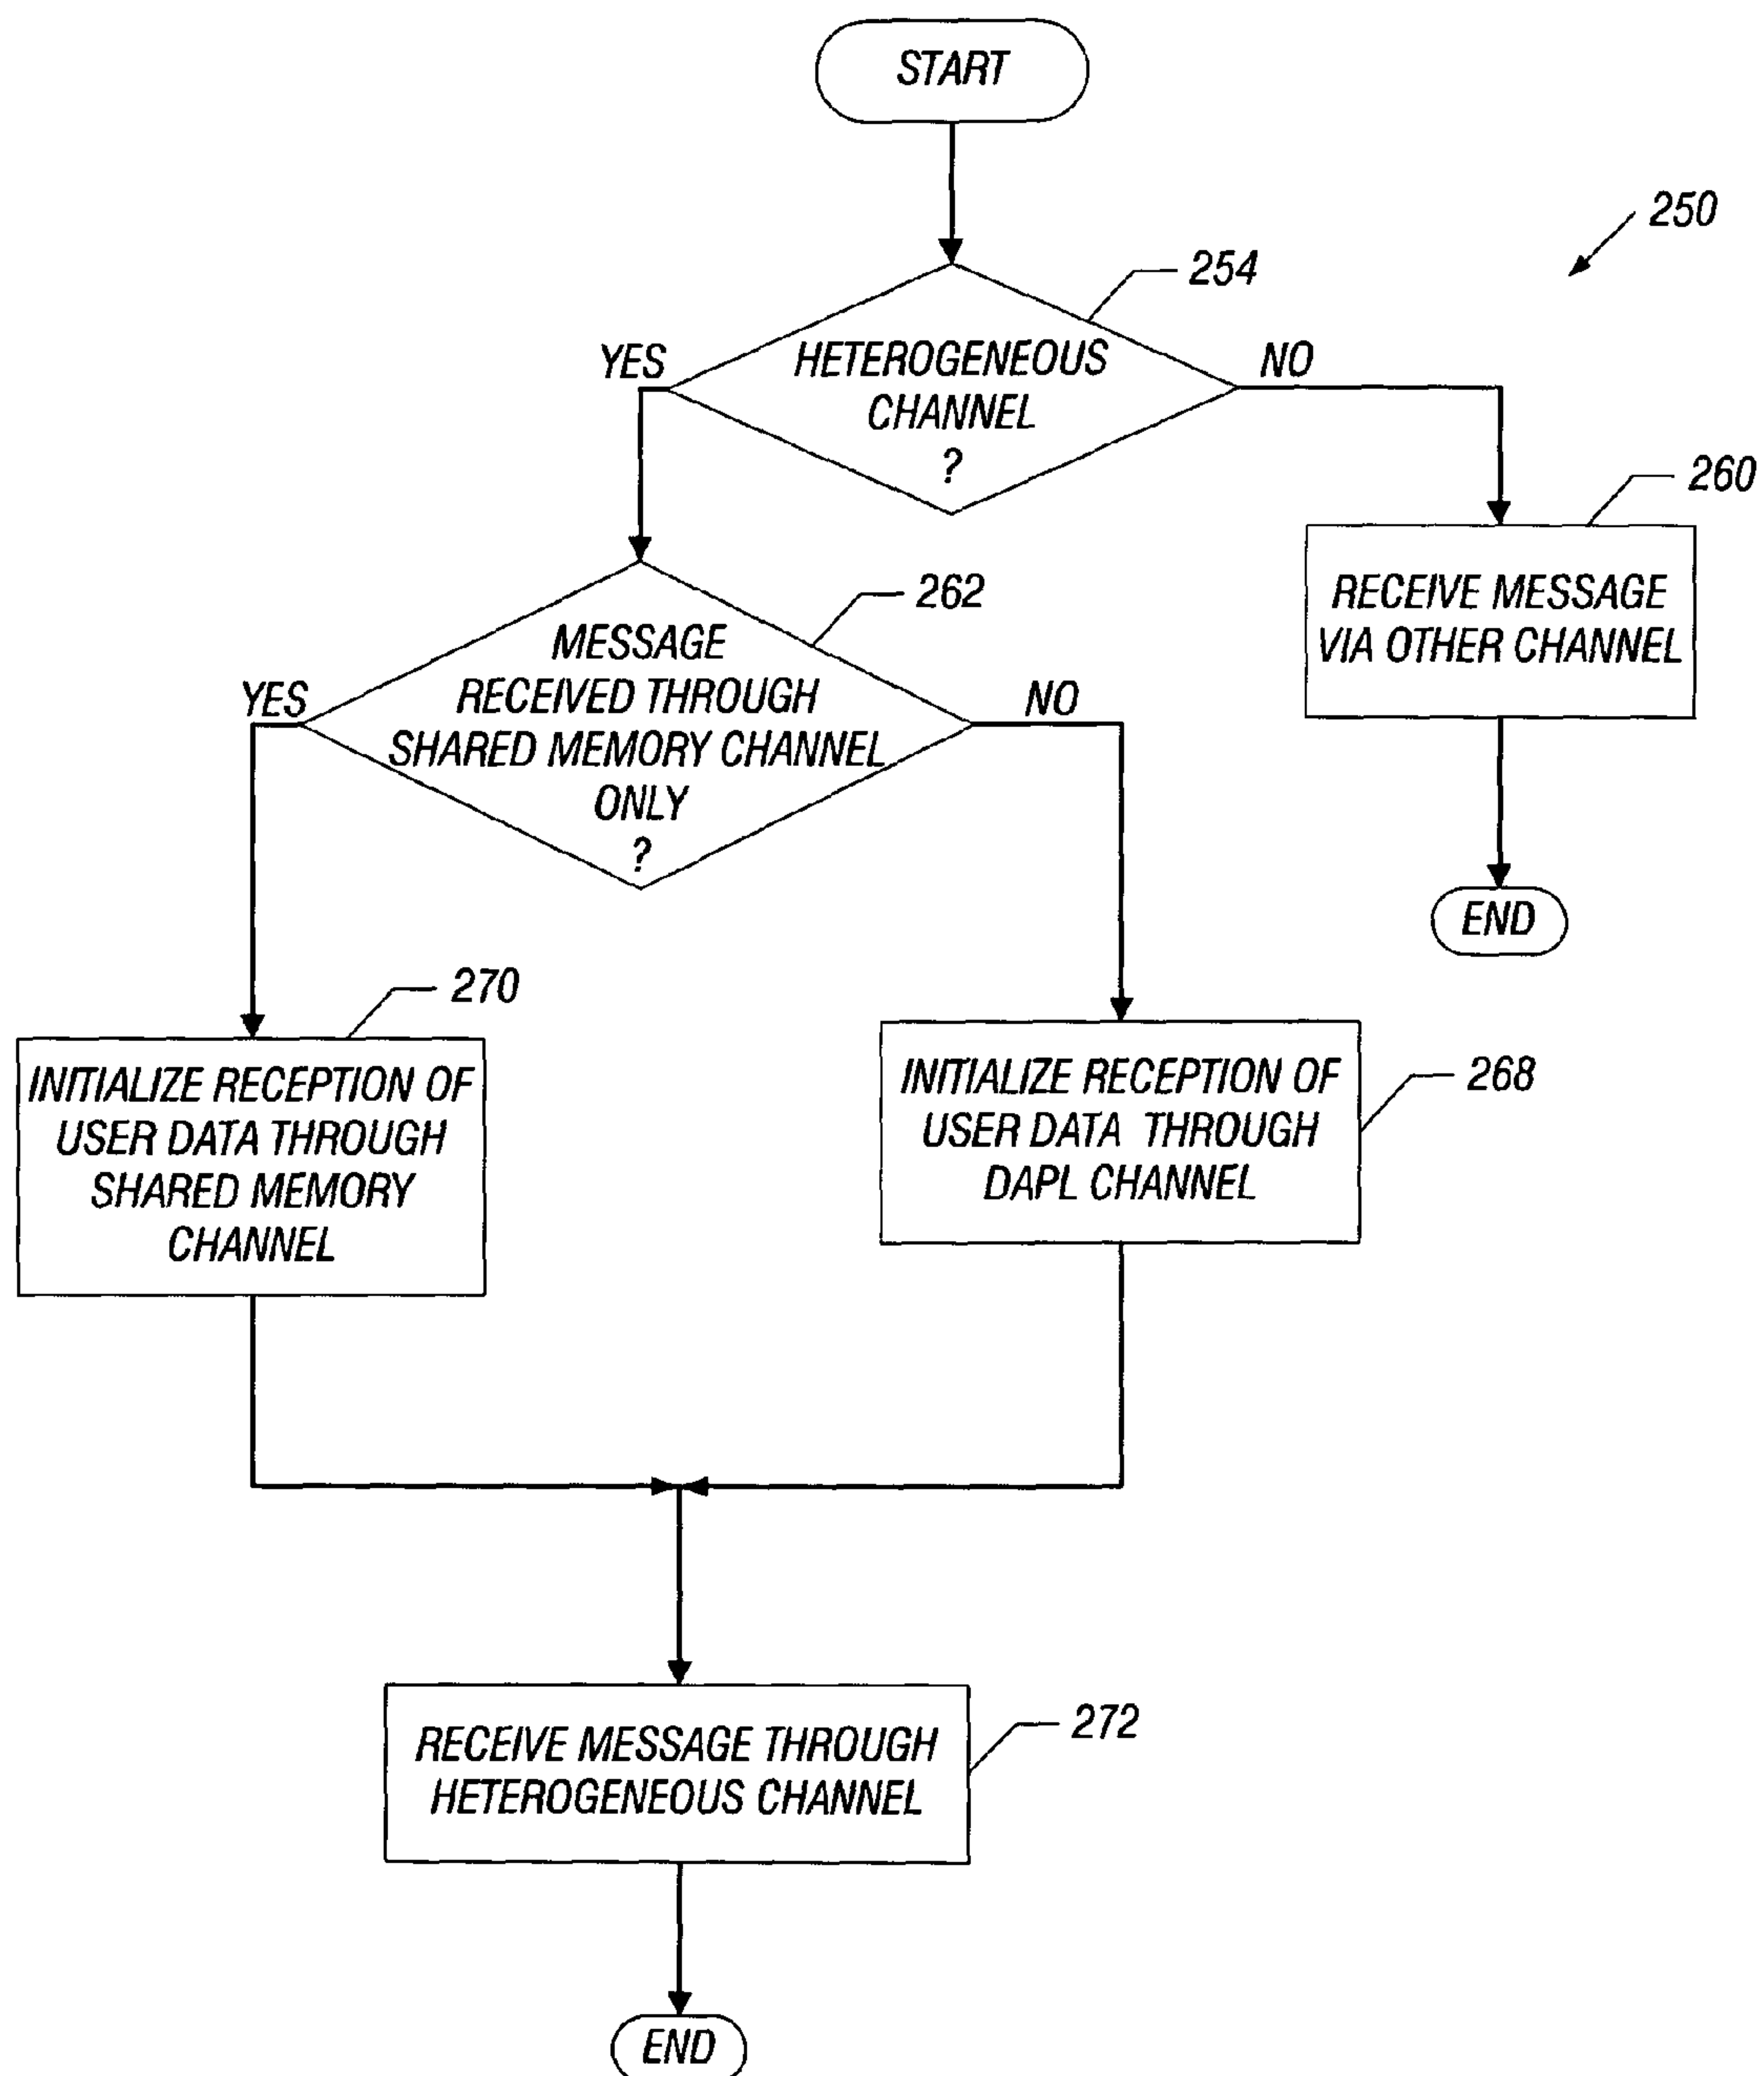 START
250
254
HETEROGENEOUS
CHANNEL
?
YES
NO
260
RECEIVE MESSAGE
VIA OTHER CHANNEL
END
262
MESSAGE
RECEIVED THROUGH
SHARED MEMORY CHANNEL
ONLY
?
YES
NO
270
INITIALIZE RECEPTION OF
USER DATA THROUGH
SHARED MEMORY
CHANNEL
268
INITIALIZE RECEPTION OF
USER DATA THROUGH
DAPL CHANNEL
272
RECEIVE MESSAGE THROUGH
HETEROGENEOUS CHANNEL
END